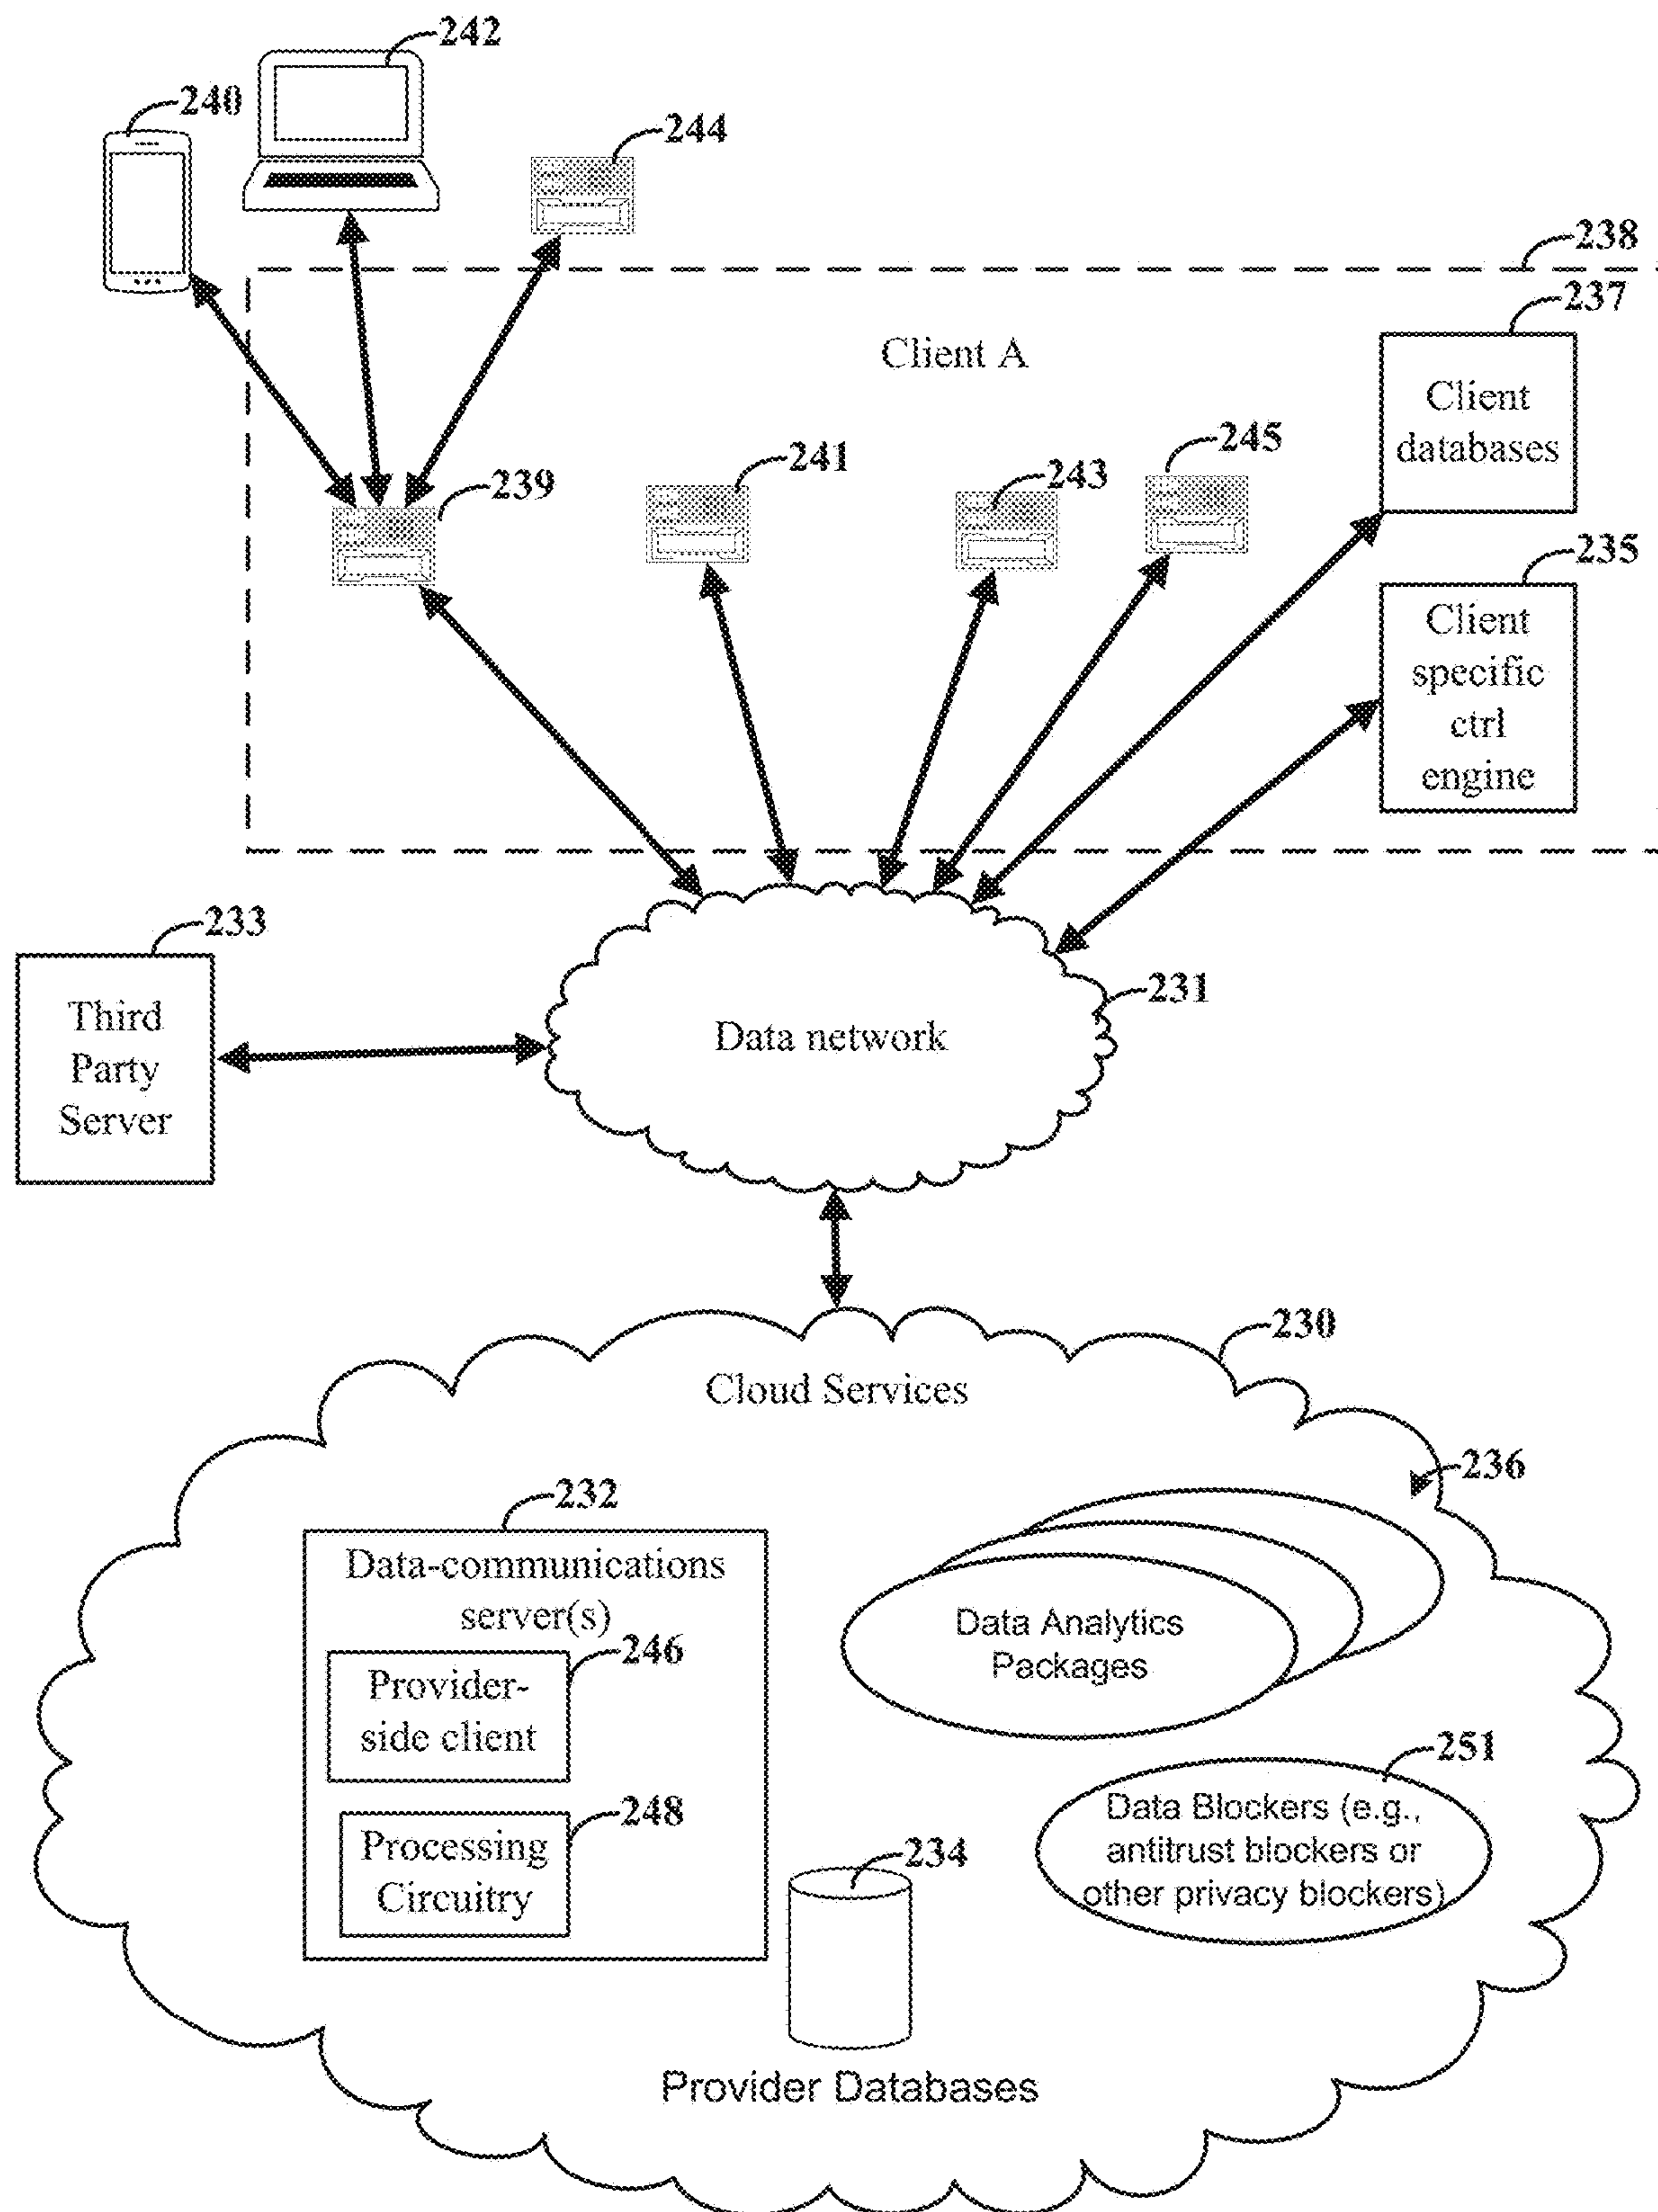 242
240
244
238
237
Client A
Client
databases
245
241
243
239
235
Client
specific
ctrl
engine
233
Third
Party
Server
231
Data network
230
Cloud Services
236
232
Data-communications
server(s)
246
Provider-
side client
248
Processing
Circuitry
Data Analytics
Packages
251
Data Blockers (e.g.,
antitrust blockers or
other privacy blockers)
234
Provider Databases